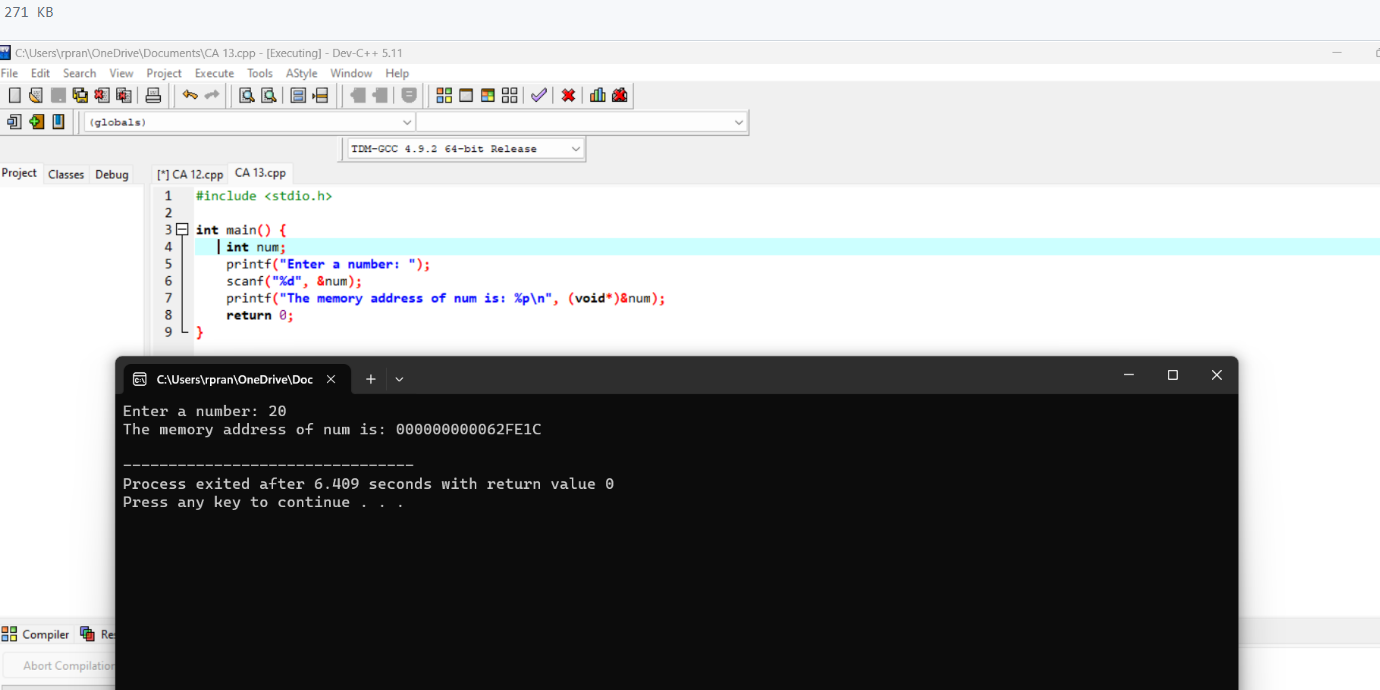 271 KB
C:\Users\rpran\OneDrive\Documents\CA 13.cpp - [Executing] - Dev-C++ 5.11
File Edit Search View Project Execute Tools AStyle Window Help
(globals)
TDM-GCC 4.9.2 64-bit Release
Project Classes Debug [*] CA 12.cpp CA 13.cpp
1 #include <stdio.h>
2
3 int main() {
4 int num;
5 printf("Enter a number: ");
6 scanf("%d", &num);
7 printf("The memory address of num is: %p\n", (void*)&num);
8 return 0;
9 }
C:\Users\rpran\OneDrive\Doc
Enter a number: 20
The memory address of num is: 000000000062FE1C
--------------------------------
Process exited after 6.409 seconds with return value 0
Press any key to continue . . .
Compiler Re
Abort Compilation